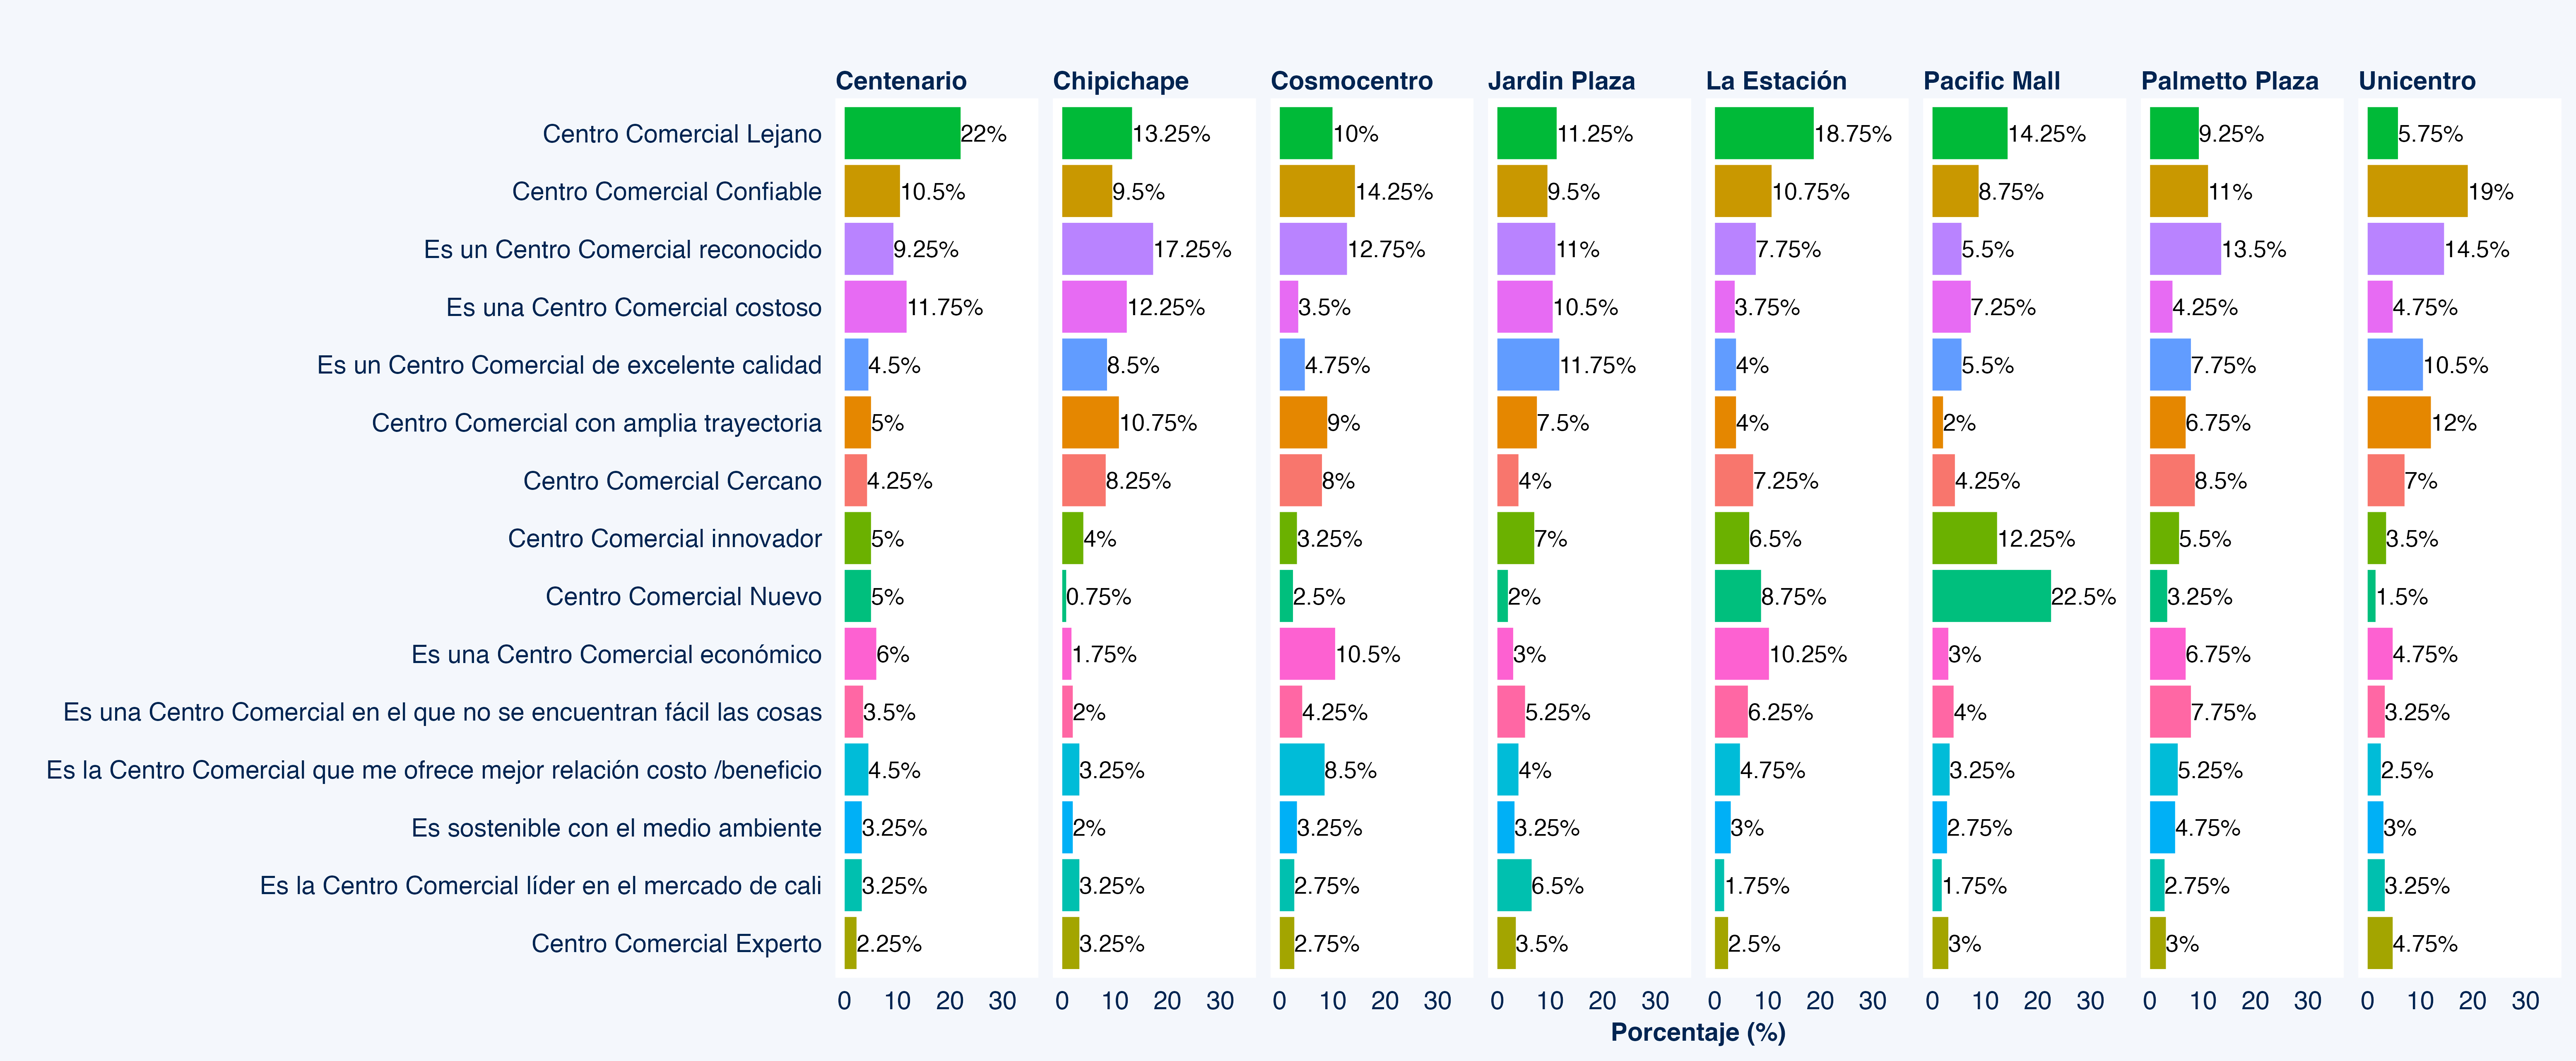 Centenario Chipichape Cosmocentro Jardin Plaza La Estación Pacific Mall Palmetto Plaza Unicentro
Centro Comercial Lejano 22% 13.25% 10% 11.25% 18.75% 14.25% 9.25% 5.75%
Centro Comercial Confiable 10.5% 9.5% 14.25% 9.5% 10.75% 8.75% 11% 19%
Es un Centro Comercial reconocido 9.25% 17.25% 12.75% 11% 7.75% 5.5% 13.5% 14.5%
Es una Centro Comercial costoso 11.75% 12.25% 3.5% 10.5% 3.75% 7.25% 4.25% 4.75%
Es un Centro Comercial de excelente calidad 4.5% 8.5% 4.75% 11.75% 4% 5.5% 7.75% 10.5%
Centro Comercial con amplia trayectoria 5% 10.75% 9% 7.5% 4% 2% 6.75% 12%
Centro Comercial Cercano 4.25% 8.25% 8% 4% 7.25% 4.25% 8.5% 7%
Centro Comercial innovador 5% 4% 3.25% 7% 6.5% 12.25% 5.5% 3.5%
Centro Comercial Nuevo 5% 0.75% 2.5% 2% 8.75% 22.5% 3.25% 1.5%
Es una Centro Comercial económico 6% 1.75% 10.5% 3% 10.25% 3% 6.75% 4.75%
Es una Centro Comercial en el que no se encuentran fácil las cosas 3.5% 2% 4.25% 5.25% 6.25% 4% 7.75% 3.25%
Es la Centro Comercial que me ofrece mejor relación costo /beneficio 4.5% 3.25% 8.5% 4% 4.75% 3.25% 5.25% 2.5%
Es sostenible con el medio ambiente 3.25% 2% 3.25% 3.25% 3% 2.75% 4.75% 3%
Es la Centro Comercial líder en el mercado de cali 3.25% 3.25% 2.75% 6.5% 1.75% 1.75% 2.75% 3.25%
Centro Comercial Experto 2.25% 3.25% 2.75% 3.5% 2.5% 3% 3% 4.75%
0 10 20 30 0 10 20 30 0 10 20 30 0 10 20 30 0 10 20 30 0 10 20 30 0 10 20 30 0 10 20 30
Porcentaje (%)